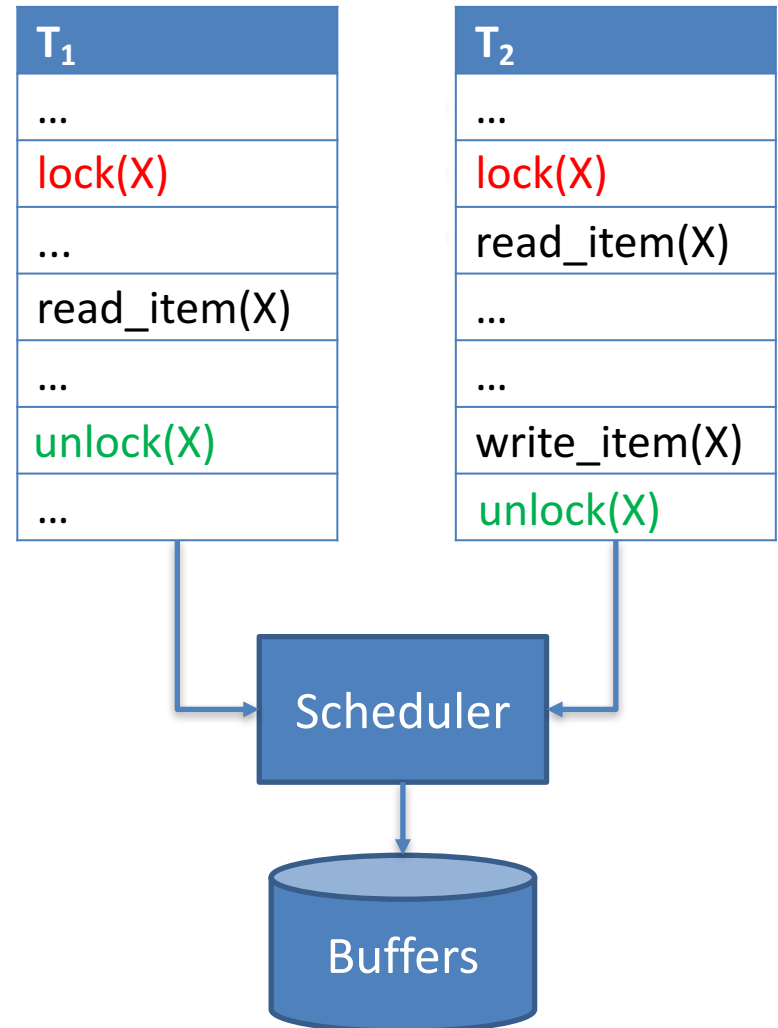 T₁
...
lock(X)
...
read_item(X)
...
unlock(X)
...
T₂
...
lock(X)
read_item(X)
...
...
write_item(X)
unlock(X)
Scheduler
Buffers